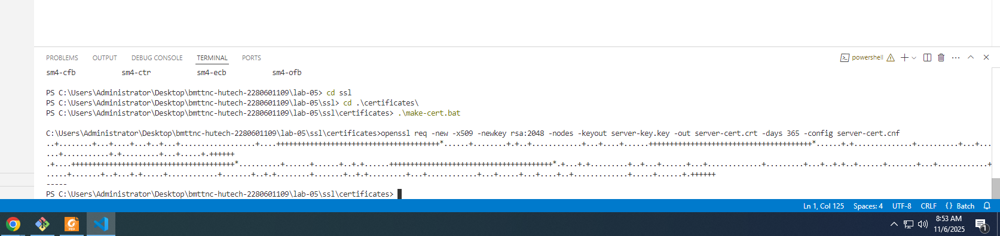 PROBLEMS OUTPUT DEBUG CONSOLE TERMINAL PORTS powershell
sm4-cfb sm4-ctr sm4-ecb sm4-ofb
PS C:\Users\Administrator\Desktop\bmttnc-hutech-2280601109\lab-05> cd ssl
PS C:\Users\Administrator\Desktop\bmttnc-hutech-2280601109\lab-05\ssl> cd .\certificates\
PS C:\Users\Administrator\Desktop\bmttnc-hutech-2280601109\lab-05\ssl\certificates> .\make-cert.bat
C:\Users\Administrator\Desktop\bmttnc-hutech-2280601109\lab-05\ssl\certificates>openssl req -new -x509 -newkey rsa:2048 -nodes -keyout server-key.key -out server-cert.crt -days 365 -config server-cert.cnf
-----
PS C:\Users\Administrator\Desktop\bmttnc-hutech-2280601109\lab-05\ssl\certificates>
Ln 1, Col 125 Spaces: 4 UTF-8 CRLF {} Batch
PDF
8:53 AM
11/6/2025
1